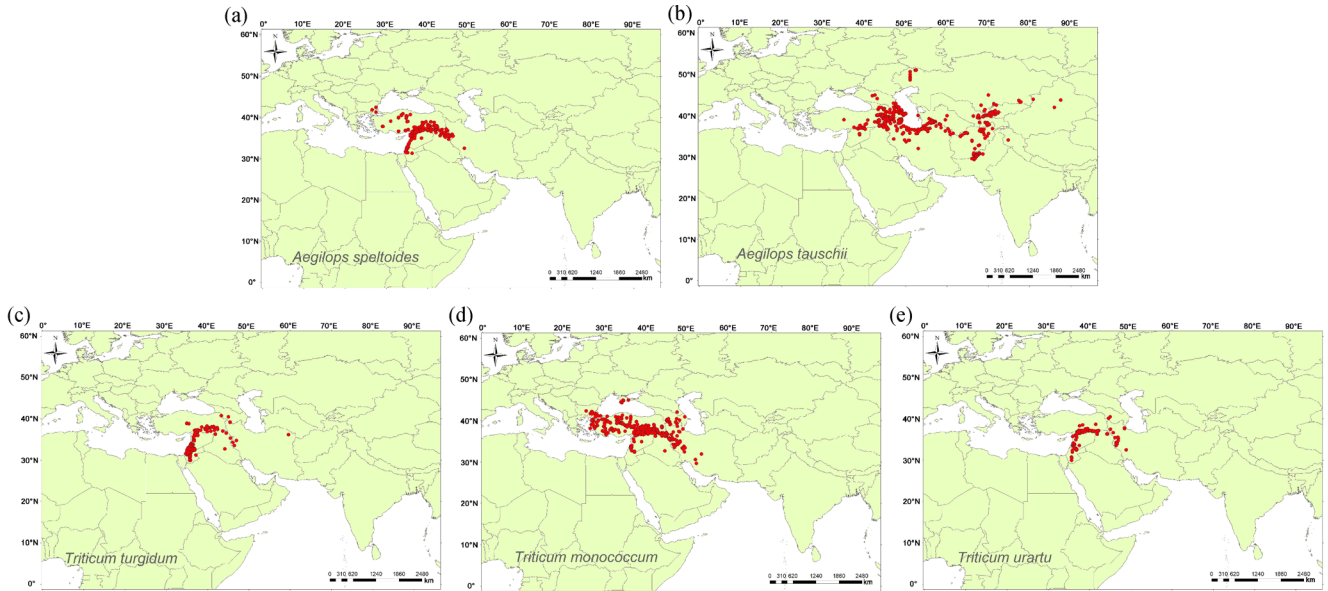 (a)
0° 10°E 20°E 30°E 40°E 50°E 60°E 70°E 80°E 90°E
60°N
N
50°N
40°N
30°N
20°N
10°N
0°
Aegilops speltoides
0 310 620 1240 1860 2480
km
(b)
0° 10°E 20°E 30°E 40°E 50°E 60°E 70°E 80°E 90°E
60°N
N
50°N
40°N
30°N
20°N
10°N
0°
Aegilops tauschii
0 310 620 1240 1860 2480
km
(c)
0° 10°E 20°E 30°E 40°E 50°E 60°E 70°E 80°E 90°E
60°N
N
50°N
40°N
30°N
20°N
10°N
0°
Triticum turgidum
0 310 620 1240 1860 2480
km
(d)
0° 10°E 20°E 30°E 40°E 50°E 60°E 70°E 80°E 90°E
60°N
N
50°N
40°N
30°N
20°N
10°N
0°
Triticum monococcum
0 310 620 1240 1860 2480
km
(e)
0° 10°E 20°E 30°E 40°E 50°E 60°E 70°E 80°E 90°E
60°N
N
50°N
40°N
30°N
20°N
10°N
0°
Triticum urartu
0 310 620 1240 1860 2480
km